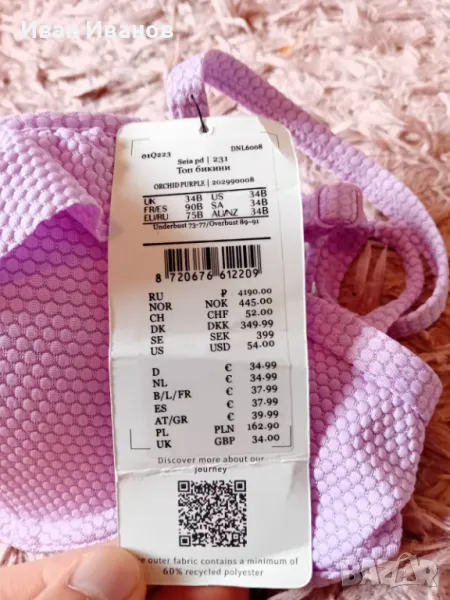 Иван Иванов
01Q223
DNL6008
Seia pd | 231
Топ бикини
ORCHID PURPLE | 202990008
UK 34B US 34B
FR/ES 90B SA 34B
EU/RU 75B AU/NZ 34B
Underbust 73-77/Overbust 89-91
8 720676 612209
RU ₽ 4190.00
NOR NOK 445.00
CH CHF 52.00
DK DKK 349.99
SE SEK 399
US USD 54.00
D € 34.99
NL € 34.99
B/L/FR € 37.99
ES € 37.99
AT/GR € 39.99
PL PLN 162.90
UK GBP 34.00
Discover more about our
journey
e outer fabric contains a minimum of
60% recycled polyester
BAZAR